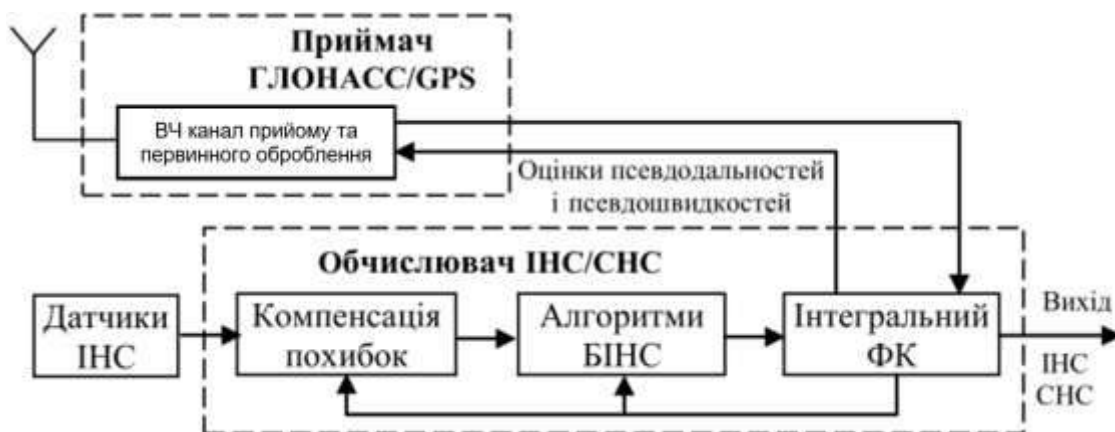 Приймач
ГЛОНАСС/GPS
ВЧ канал прийому та
первинного оброблення
Оцінки псевдодальностей
і псевдошвидкостей
Обчислювач ІНС/СНС
Датчики
ІНС
Компенсація
похибок
Алгоритми
БІНС
Інтегральний
ФК
Вихід
ІНС
СНС